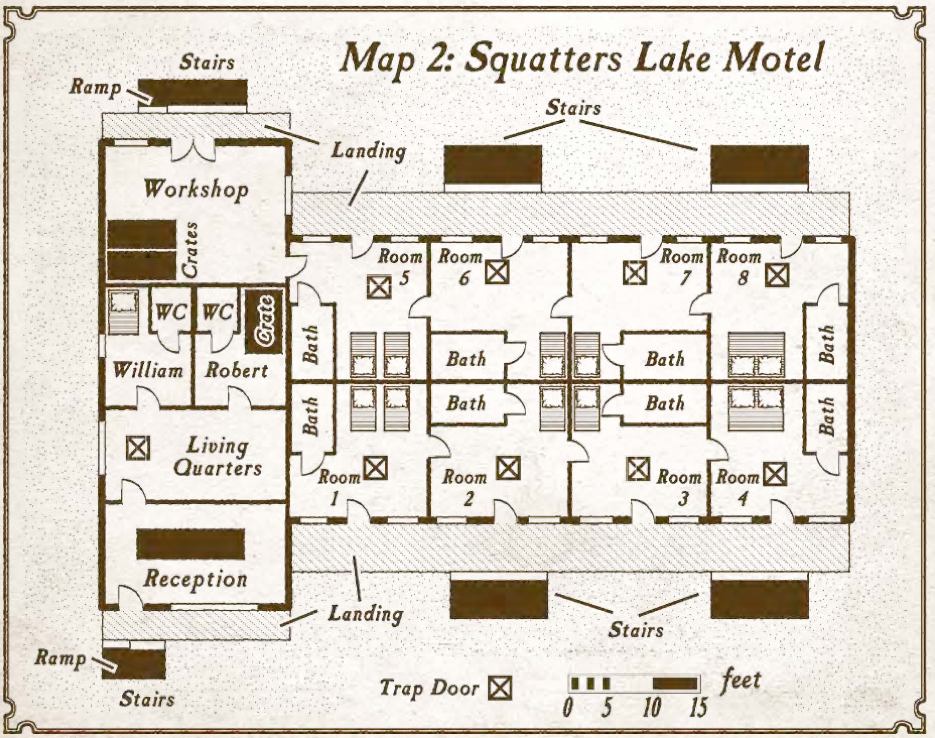 Map 2: Squatters Lake Motel
Stairs
Ramp
Stairs
Landing
Workshop
Crates
Room
5
Room
6
Room
7
Room
8
WC
WC
Crate
William
Robert
Bath
Bath
Bath
Bath
Bath
Bath
Bath
Bath
Living
Quarters
Room
1
Room
2
Room
3
Room
4
Reception
Landing
Stairs
Ramp
Stairs
Trap Door
feet
0 5 10 15